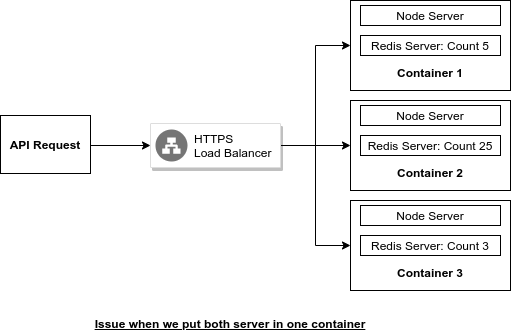 API Request
HTTPS
Load Balancer
Node Server
Redis Server: Count 5
Container 1
Node Server
Redis Server: Count 25
Container 2
Node Server
Redis Server: Count 3
Container 3
Issue when we put both server in one container